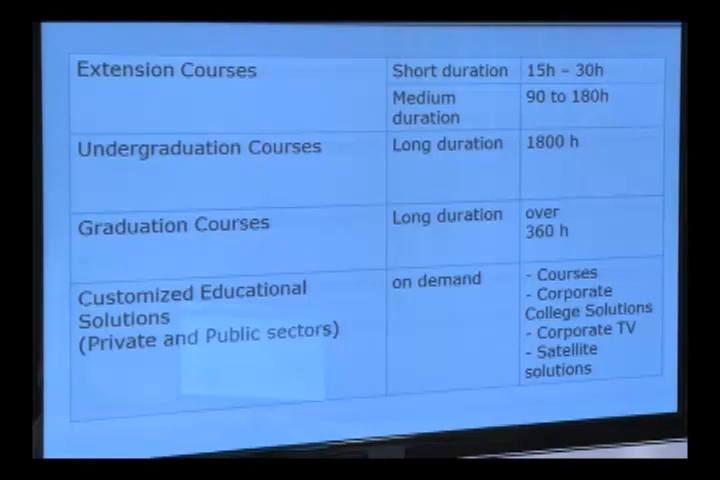 Extension Courses
Short duration
15h – 30h
Medium
duration
90 to 180h
Undergraduation Courses
Long duration
1800 h
Graduation Courses
Long duration
over
360 h
Customized Educational
Solutions
(Private and Public sectors)
on demand
- Courses
- Corporate
College Solutions
- Corporate TV
- Satellite
solutions